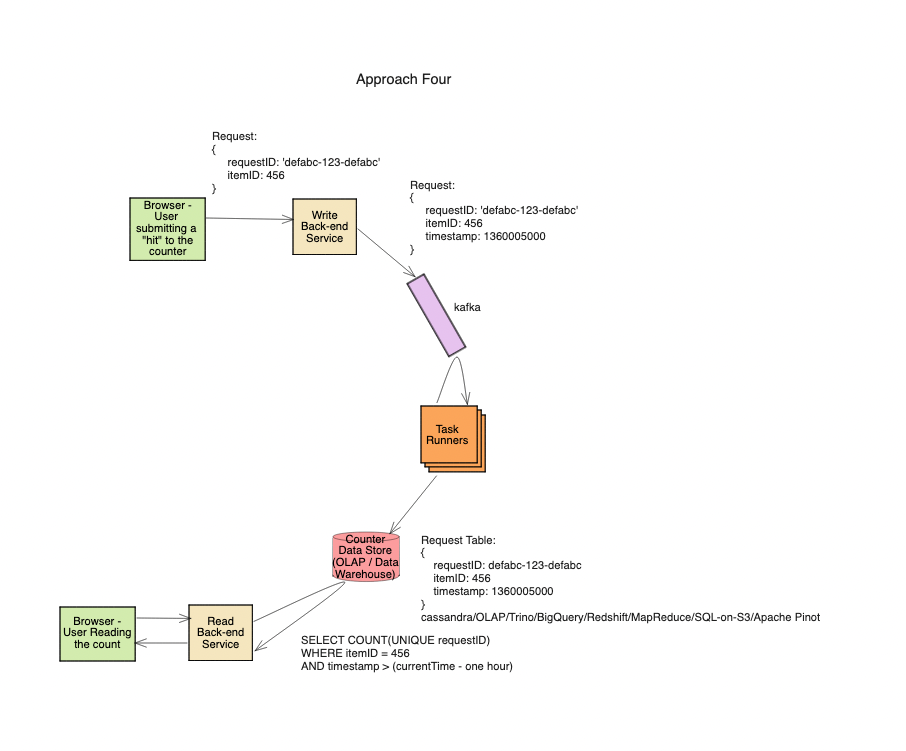 Approach Four
Request:
{
requestID: 'defabc-123-defabc'
itemID: 456
}
Browser -
User
submitting a
"hit" to the
counter
Write
Back-end
Service
Request:
{
requestID: 'defabc-123-defabc'
itemID: 456
timestamp: 1360005000
}
kafka
Task
Runners
Counter
Data Store
(OLAP / Data
Warehouse)
Request Table:
{
requestID: defabc-123-defabc
itemID: 456
timestamp: 1360005000
}
cassandra/OLAP/Trino/BigQuery/Redshift/MapReduce/SQL-on-S3/Apache Pinot
Browser -
User Reading
the count
Read
Back-end
Service
SELECT COUNT(UNIQUE requestID)
WHERE itemID = 456
AND timestamp > (currentTime - one hour)